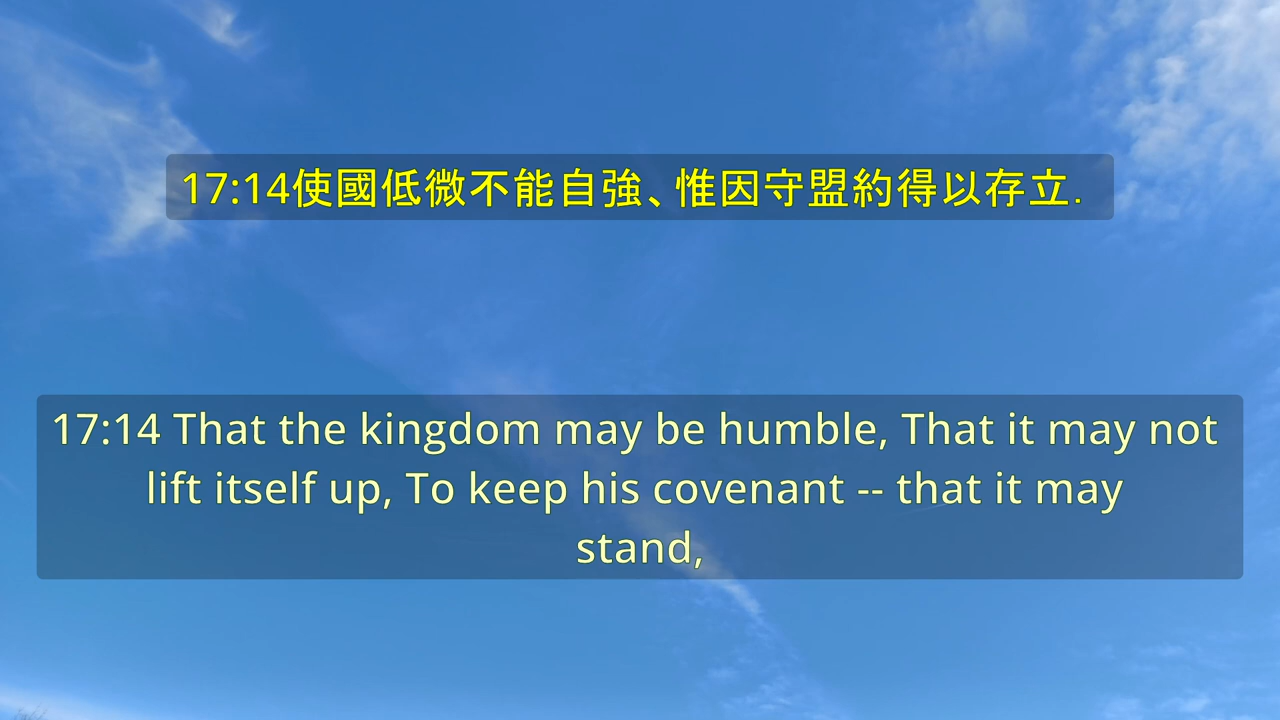 17:14使國低微不能自強、惟因守盟約得以存立.
17:14 That the kingdom may be humble, That it may not
lift itself up, To keep his covenant -- that it may
stand,